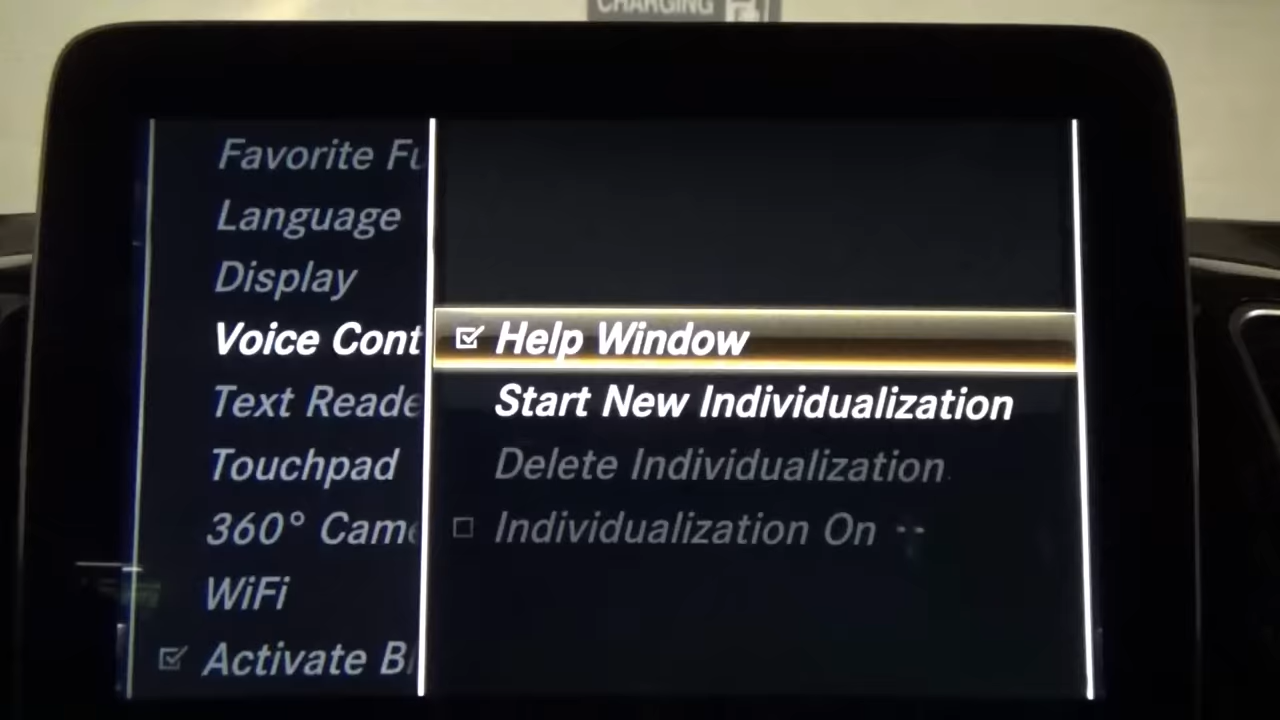 CHARGING
Favorite Fu
Language
Display
Voice Cont
Text Reade
Touchpad
360° Came
WiFi
Activate Bl
Help Window
Start New Individualization
Delete Individualization
Individualization On --